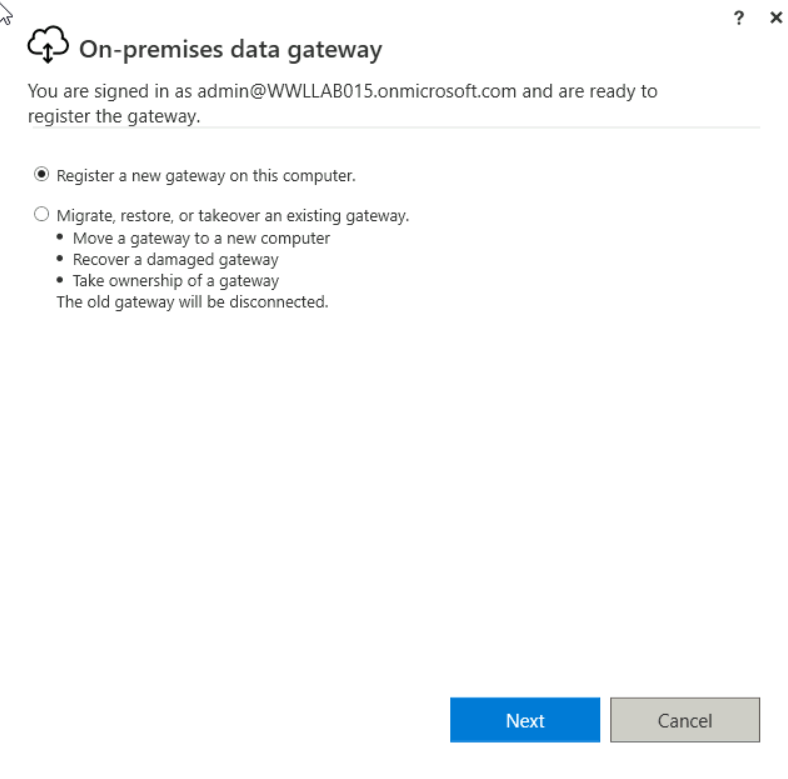 ? ×
On-premises data gateway
You are signed in as admin@WWLLAB015.onmicrosoft.com and are ready to
register the gateway.
Register a new gateway on this computer.
Migrate, restore, or takeover an existing gateway.
• Move a gateway to a new computer
• Recover a damaged gateway
• Take ownership of a gateway
The old gateway will be disconnected.
Next Cancel